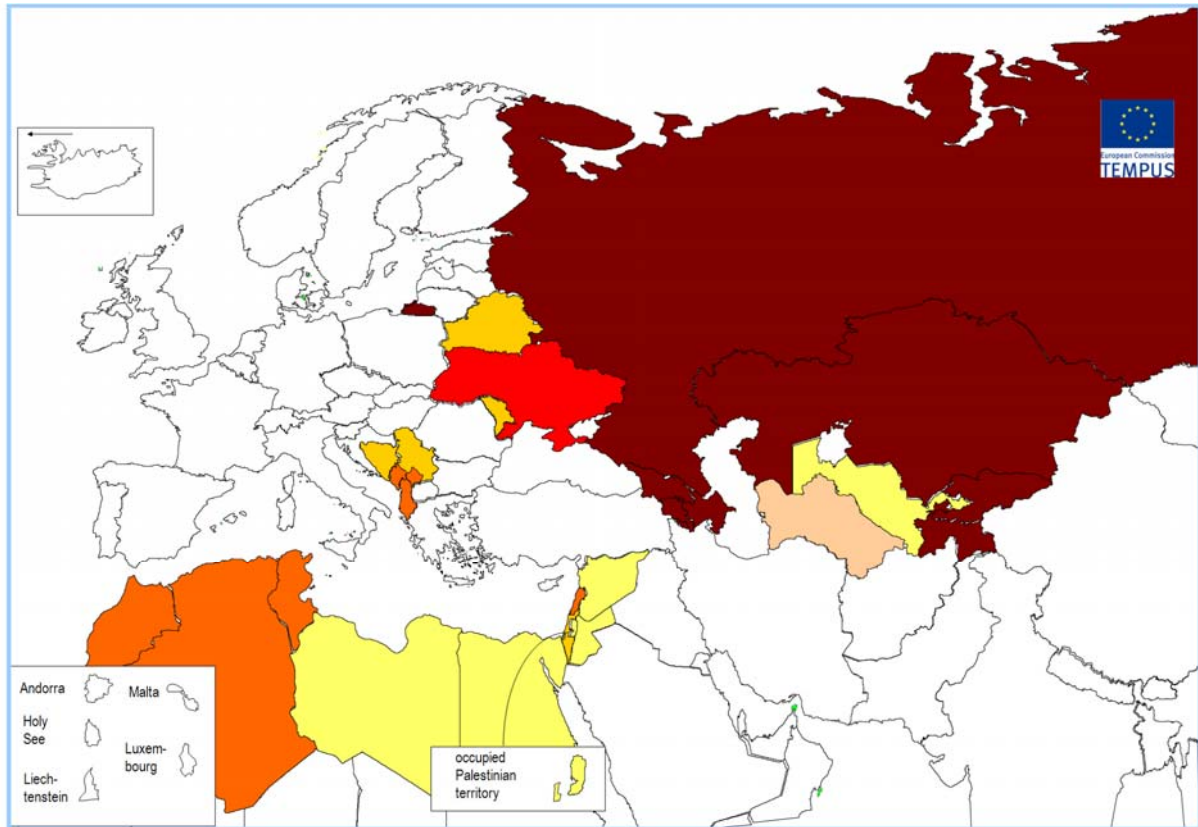 European Commission
TEMPUS
Andorra
Malta
Holy
See
Luxem-
bourg
Liech-
tenstein
occupied
Palestinian
territory